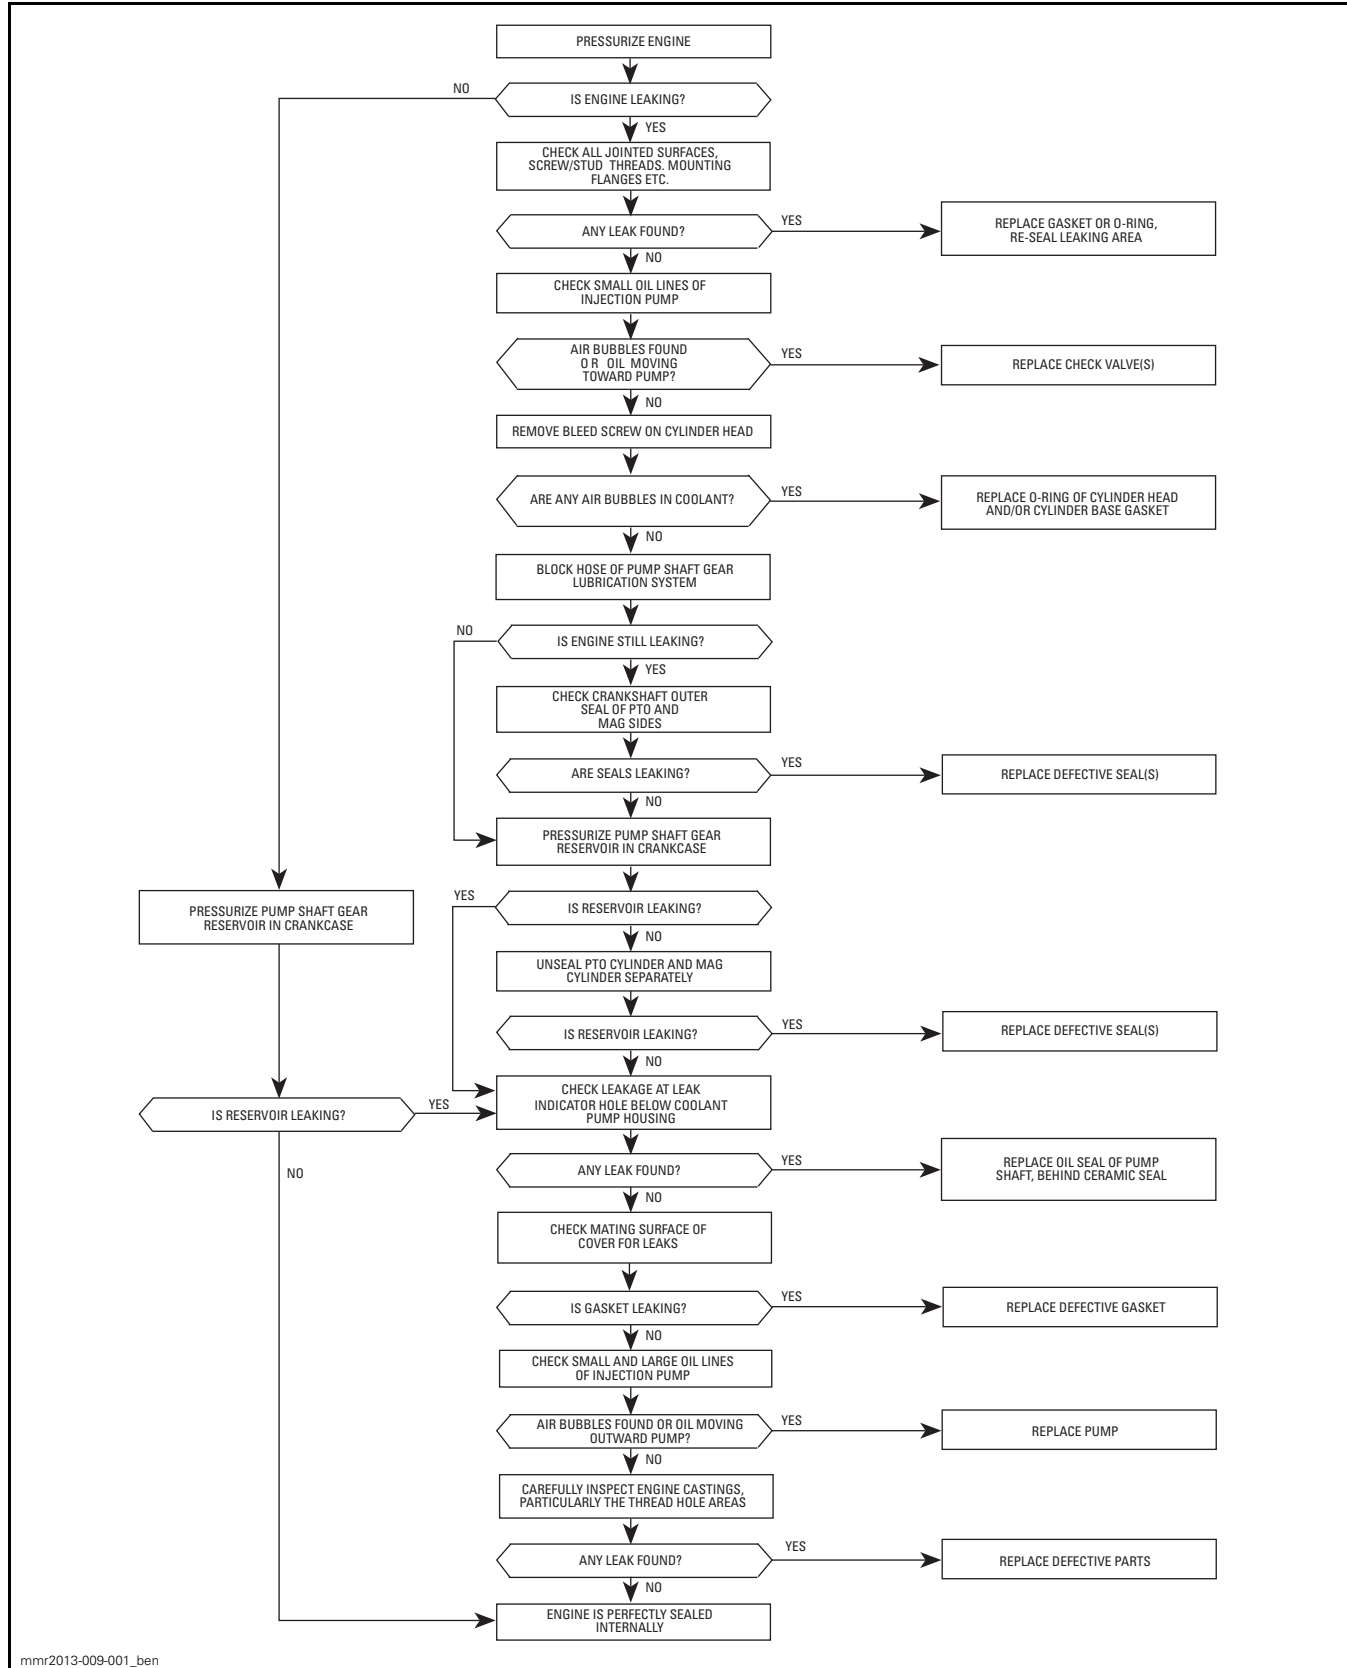 PRESSURIZE ENGINE
NO
IS ENGINE LEAKING?
YES
CHECK ALL JOINTED SURFACES,
SCREW/STUD THREADS. MOUNTING
FLANGES ETC.
ANY LEAK FOUND?
YES
REPLACE GASKET OR O-RING,
RE-SEAL LEAKING AREA
NO
CHECK SMALL OIL LINES OF
INJECTION PUMP
AIR BUBBLES FOUND
O R OIL MOVING
TOWARD PUMP?
YES
REPLACE CHECK VALVE(S)
NO
REMOVE BLEED SCREW ON CYLINDER HEAD
ARE ANY AIR BUBBLES IN COOLANT?
YES
REPLACE O-RING OF CYLINDER HEAD
AND/OR CYLINDER BASE GASKET
NO
BLOCK HOSE OF PUMP SHAFT GEAR
LUBRICATION SYSTEM
NO
IS ENGINE STILL LEAKING?
YES
CHECK CRANKSHAFT OUTER
SEAL OF PTO AND
MAG SIDES
ARE SEALS LEAKING?
YES
REPLACE DEFECTIVE SEAL(S)
NO
PRESSURIZE PUMP SHAFT GEAR
RESERVOIR IN CRANKCASE
PRESSURIZE PUMP SHAFT GEAR
RESERVOIR IN CRANKCASE
YES
IS RESERVOIR LEAKING?
NO
UNSEAL PTO CYLINDER AND MAG
CYLINDER SEPARATELY
IS RESERVOIR LEAKING?
YES
REPLACE DEFECTIVE SEAL(S)
NO
IS RESERVOIR LEAKING?
YES
CHECK LEAKAGE AT LEAK
INDICATOR HOLE BELOW COOLANT
PUMP HOUSING
NO
ANY LEAK FOUND?
YES
REPLACE OIL SEAL OF PUMP
SHAFT, BEHIND CERAMIC SEAL
NO
CHECK MATING SURFACE OF
COVER FOR LEAKS
IS GASKET LEAKING?
YES
REPLACE DEFECTIVE GASKET
NO
CHECK SMALL AND LARGE OIL LINES
OF INJECTION PUMP
AIR BUBBLES FOUND OR OIL MOVING
OUTWARD PUMP?
YES
REPLACE PUMP
NO
CAREFULLY INSPECT ENGINE CASTINGS,
PARTICULARLY THE THREAD HOLE AREAS
ANY LEAK FOUND?
YES
REPLACE DEFECTIVE PARTS
NO
ENGINE IS PERFECTLY SEALED
INTERNALLY
mmr2013-009-001_ben